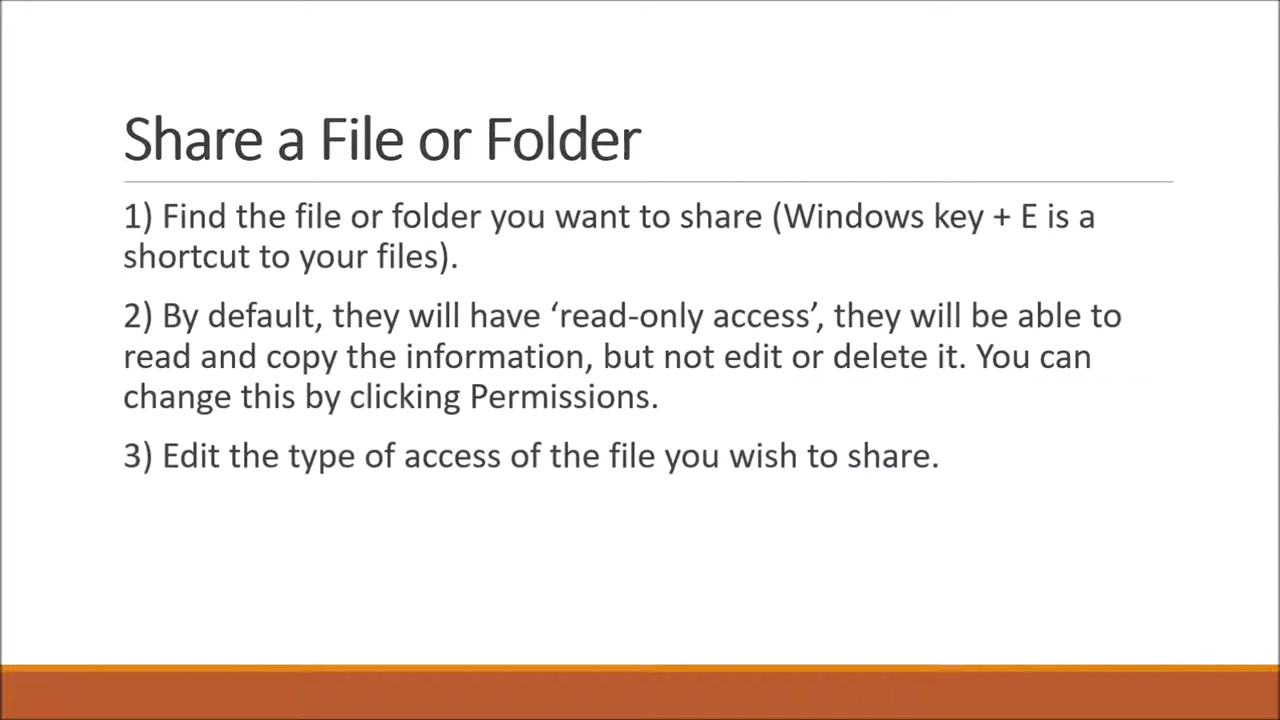 Share a File or Folder
1) Find the file or folder you want to share (Windows key + E is a
shortcut to your files).
2) By default, they will have ‘read-only access’, they will be able to
read and copy the information, but not edit or delete it. You can
change this by clicking Permissions.
3) Edit the type of access of the file you wish to share.